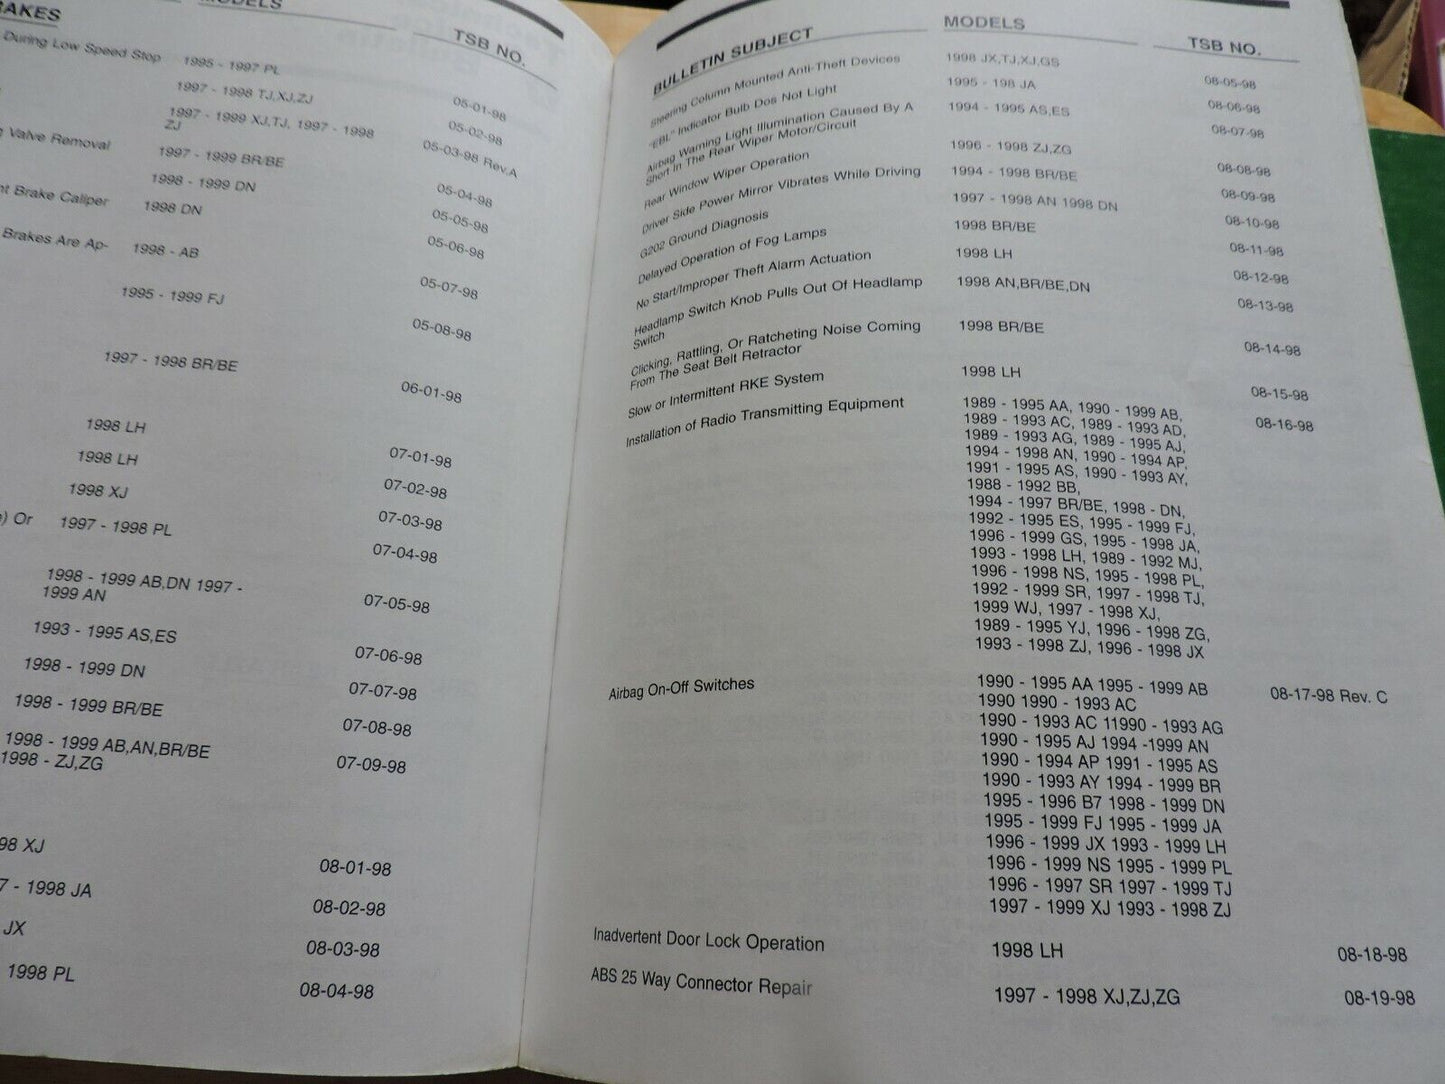 BRAKES
MODELS
TSB NO.
During Low Speed Stop 1995 - 1997 PL
05-01-98
1997 - 1998 TJ,XJ,ZJ
05-02-98
1997 - 1999 XJ,TJ, 1997 - 1998
ZJ
05-03-98 Rev.A
Valve Removal 1997 - 1999 BR/BE
05-04-98
1998 - 1999 DN
05-05-98
Brake Caliper 1998 DN
05-06-98
Brakes Are Ap- 1998 - AB
05-07-98
1995 - 1999 FJ
05-08-98
1997 - 1998 BR/BE
06-01-98
1998 LH
07-01-98
1998 LH
07-02-98
1998 XJ
07-03-98
) Or 1997 - 1998 PL
07-04-98
1998 - 1999 AB,DN 1997 -
1999 AN
07-05-98
1993 - 1995 AS,ES
07-06-98
1998 - 1999 DN
07-07-98
1998 - 1999 BR/BE
07-08-98
1998 - 1999 AB,AN,BR/BE
1998 - ZJ,ZG
07-09-98
98 XJ
08-01-98
7 - 1998 JA
08-02-98
JX
08-03-98
1998 PL
08-04-98
BULLETIN SUBJECT
MODELS
TSB NO.
Steering Column Mounted Anti-Theft Devices 1998 JX,TJ,XJ,GS 08-05-98
"EBL" Indicator Bulb Dos Not Light 1995 - 198 JA 08-06-98
Airbag Warning Light Illumination Caused By A 1994 - 1995 AS,ES 08-07-98
Short In The Rear Wiper Motor/Circuit
Rear Window Wiper Operation 1996 - 1998 ZJ,ZG 08-08-98
Driver Side Power Mirror Vibrates While Driving 1994 - 1998 BR/BE 08-09-98
G202 Ground Diagnosis 1997 - 1998 AN 1998 DN 08-10-98
Delayed Operation of Fog Lamps 1998 BR/BE 08-11-98
No Start/Improper Theft Alarm Actuation 1998 LH 08-12-98
Headlamp Switch Knob Pulls Out Of Headlamp 1998 AN,BR/BE,DN 08-13-98
Switch
Clicking, Rattling, Or Ratcheting Noise Coming 1998 BR/BE 08-14-98
From The Seat Belt Retractor
Slow or Intermittent RKE System 1998 LH 08-15-98
Installation of Radio Transmitting Equipment 1989 - 1995 AA, 1990 - 1999 AB, 08-16-98
1989 - 1993 AC, 1989 - 1993 AD,
1989 - 1993 AG, 1989 - 1995 AJ,
1994 - 1998 AN, 1990 - 1994 AP,
1991 - 1995 AS, 1990 - 1993 AY,
1988 - 1992 BB,
1994 - 1997 BR/BE, 1998 - DN,
1992 - 1995 ES, 1995 - 1999 FJ,
1996 - 1999 GS, 1995 - 1998 JA,
1993 - 1998 LH, 1989 - 1992 MJ,
1996 - 1998 NS, 1995 - 1998 PL,
1992 - 1999 SR, 1997 - 1998 TJ,
1999 WJ, 1997 - 1998 XJ,
1989 - 1995 YJ, 1996 - 1998 ZG,
1993 - 1998 ZJ, 1996 - 1998 JX
Airbag On-Off Switches 1990 - 1995 AA 1995 - 1999 AB 08-17-98 Rev. C
1990 1990 - 1993 AC
1990 - 1993 AC 11990 - 1993 AG
1990 - 1995 AJ 1994 -1999 AN
1990 - 1994 AP 1991 - 1995 AS
1990 - 1993 AY 1994 - 1999 BR
1995 - 1996 B7 1998 - 1999 DN
1995 - 1999 FJ 1995 - 1999 JA
1996 - 1999 JX 1993 - 1999 LH
1996 - 1999 NS 1995 - 1999 PL
1996 - 1997 SR 1997 - 1999 TJ
1997 - 1999 XJ 1993 - 1998 ZJ
Inadvertent Door Lock Operation 1998 LH 08-18-98
ABS 25 Way Connector Repair 1997 - 1998 XJ,ZJ,ZG 08-19-98